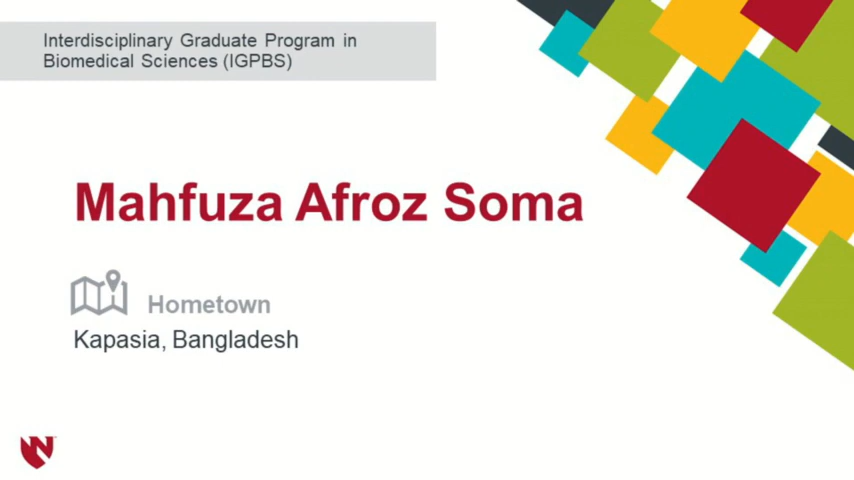 Interdisciplinary Graduate Program in
Biomedical Sciences (IGPBS)
Mahfuza Afroz Soma
Hometown
Kapasia, Bangladesh